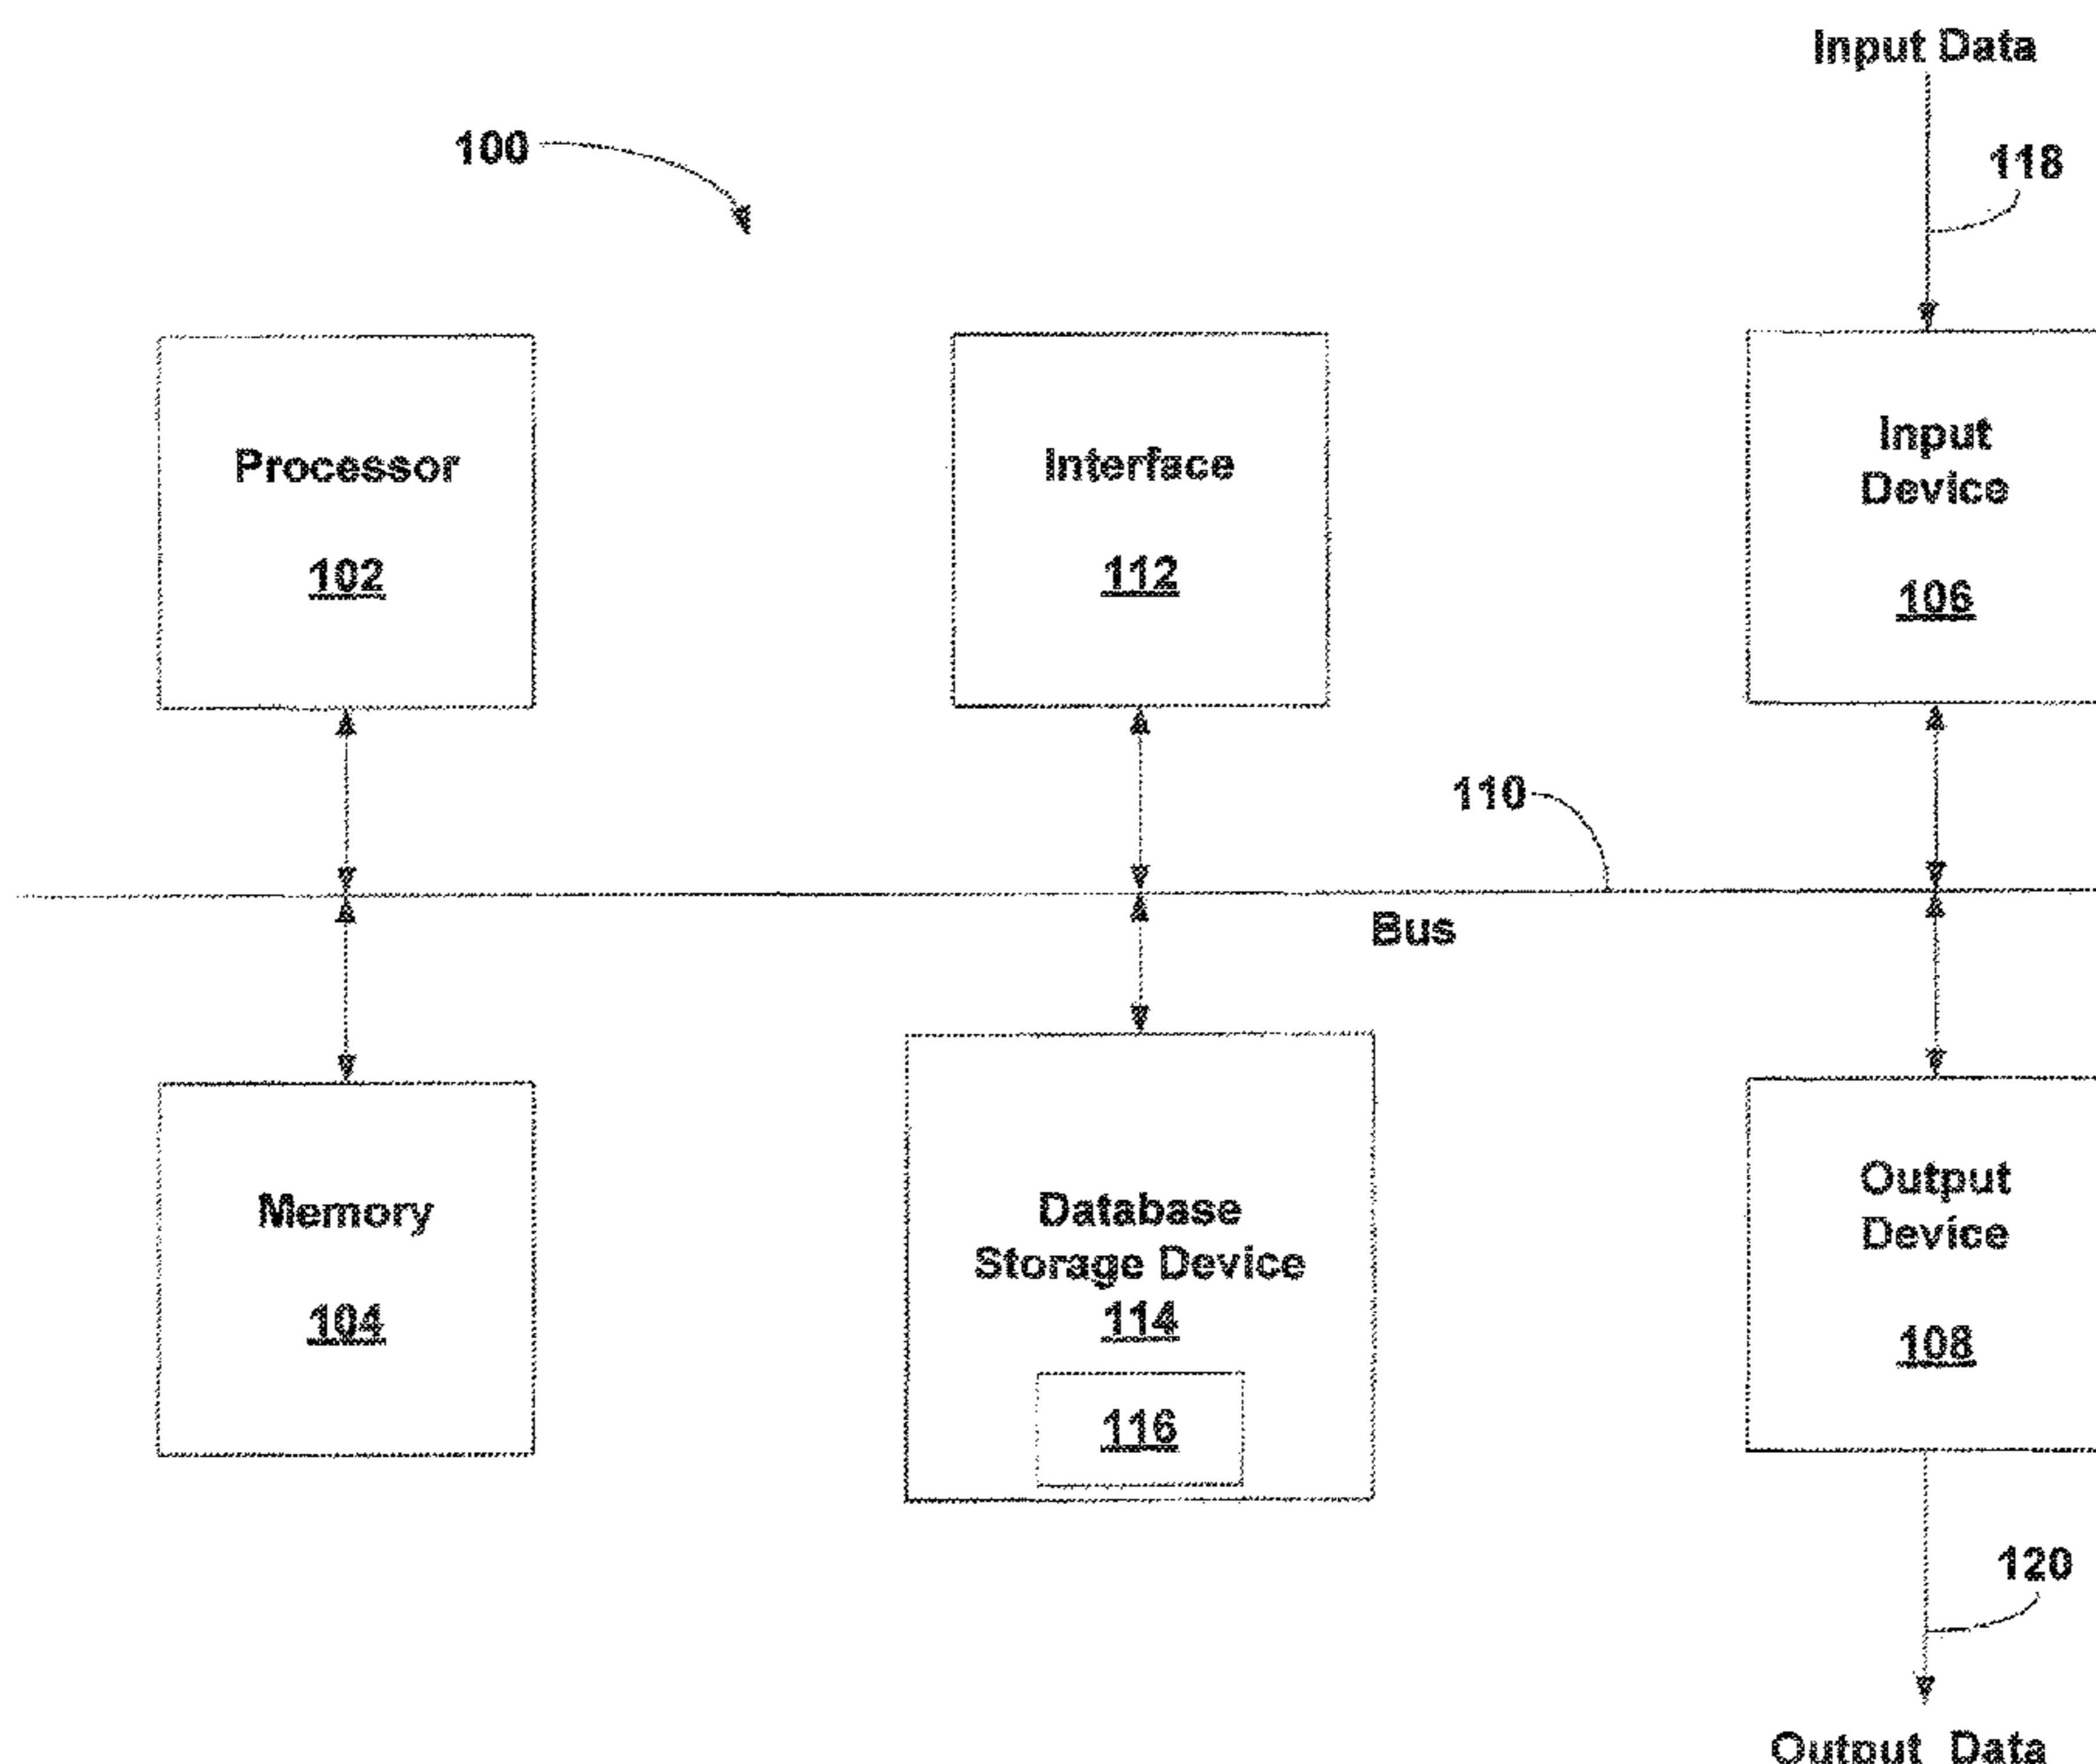 Input Data
100
118
Processor
102
Interface
112
Input
Device
106
110
Bus
Memory
104
Database
Storage Device
114
116
Output
Device
108
120
Output Data